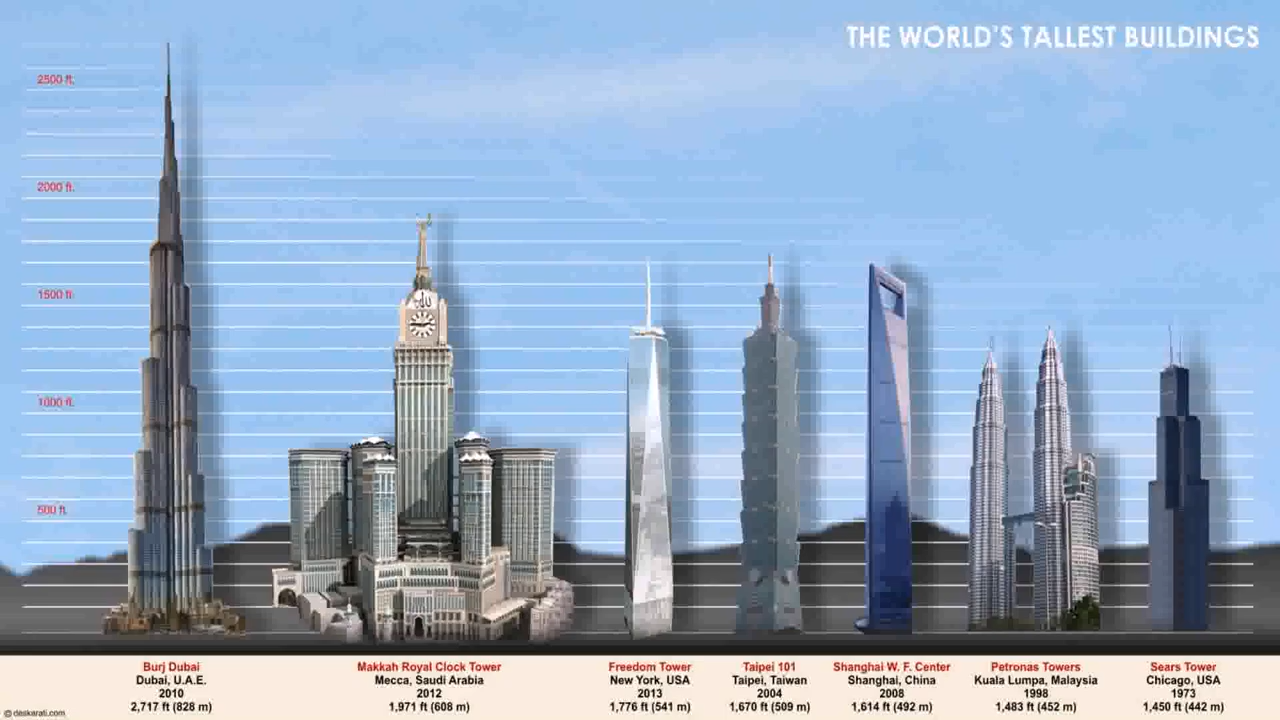 THE WORLD'S TALLEST BUILDINGS
2500 ft.
2000 ft.
1500 ft.
1000 ft.
500 ft.
Burj Dubai
Dubai, U.A.E.
2010
2,717 ft (828 m)
Makkah Royal Clock Tower
Mecca, Saudi Arabia
2012
1,971 ft (608 m)
Freedom Tower
New York, USA
2013
1,776 ft (541 m)
Taipei 101
Taipei, Taiwan
2004
1,670 ft (509 m)
Shanghai W. F. Center
Shanghai, China
2008
1,614 ft (492 m)
Petronas Towers
Kuala Lumpa, Malaysia
1998
1,483 ft (452 m)
Sears Tower
Chicago, USA
1973
1,450 ft (442 m)
© deskarati.com